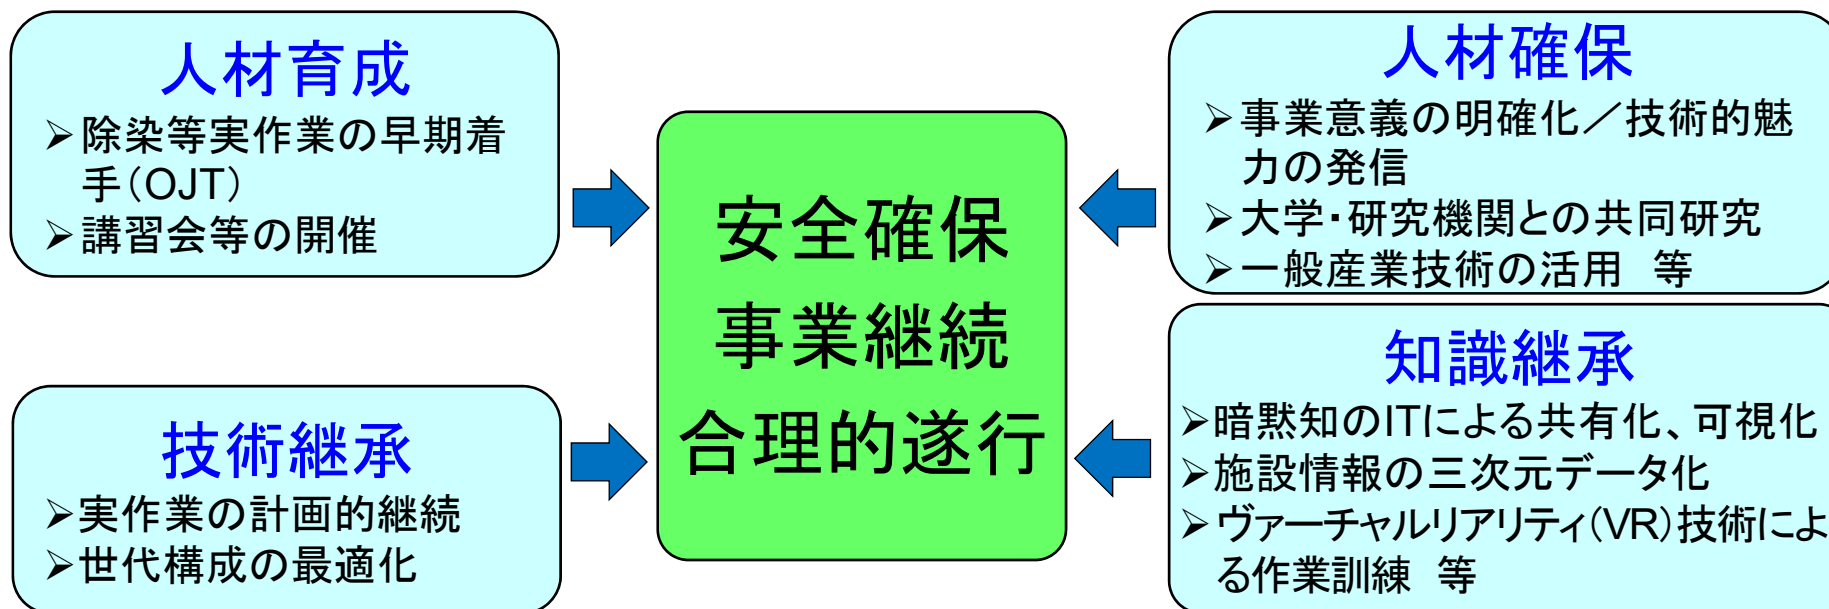 人材育成
➢除染等実作業の早期着
手(OJT)
➢講習会等の開催
技術継承
➢実作業の計画的継続
➢世代構成の最適化
安全確保
事業継続
合理的遂行
人材確保
➢事業意義の明確化／技術的魅
力の発信
➢大学・研究機関との共同研究
➢一般産業技術の活用　等
知識継承
➢暗黙知のITによる共有化、可視化
➢施設情報の三次元データ化
➢ヴァーチャルリアリティ(VR)技術によ
る作業訓練　等